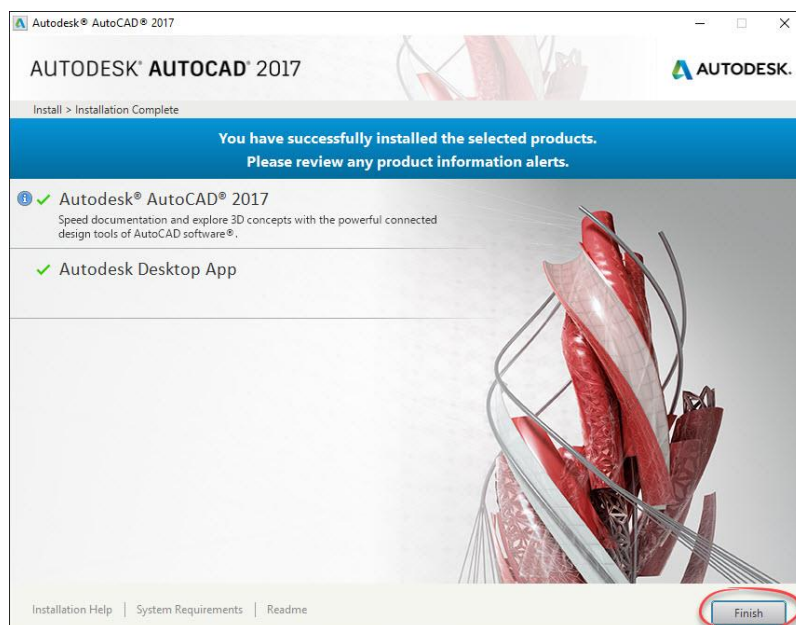 Autodesk® AutoCAD® 2017
AUTODESK® AUTOCAD® 2017
AUTODESK.
Install > Installation Complete
You have successfully installed the selected products.
Please review any product information alerts.
Autodesk® AutoCAD® 2017
Speed documentation and explore 3D concepts with the powerful connected
design tools of AutoCAD software®.
Autodesk Desktop App
Installation Help | System Requirements | Readme
Finish